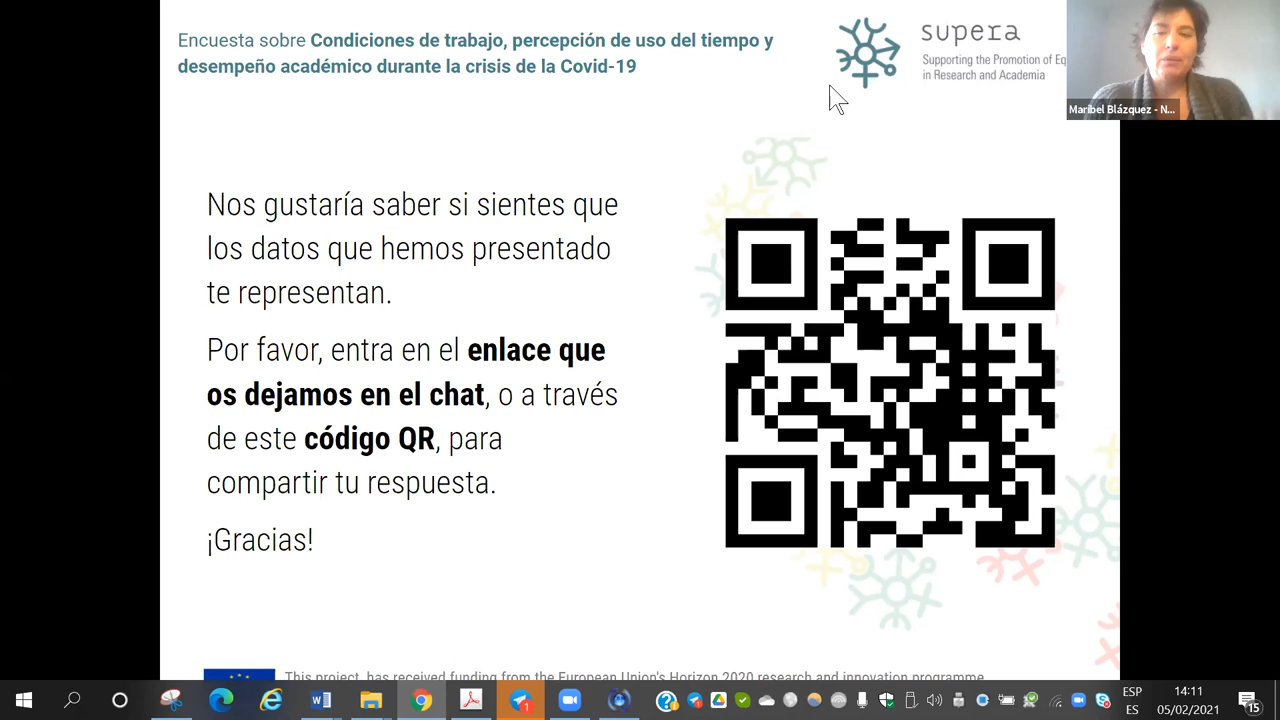 Encuesta sobre Condiciones de trabajo, percepción de uso del tiempo y
desempeño académico durante la crisis de la Covid-19
supera
Supporting the Promotion of Eq
in Research and Academia
Maribel Blázquez - N...
Nos gustaría saber si sientes que
los datos que hemos presentado
te representan.
Por favor, entra en el enlace que
os dejamos en el chat, o a través
de este código QR, para
compartir tu respuesta.
¡Gracias!
This project has received funding from the European Union's Horizon 2020 research and innovation programme
1
ESP
ES
14:11
05/02/2021
15